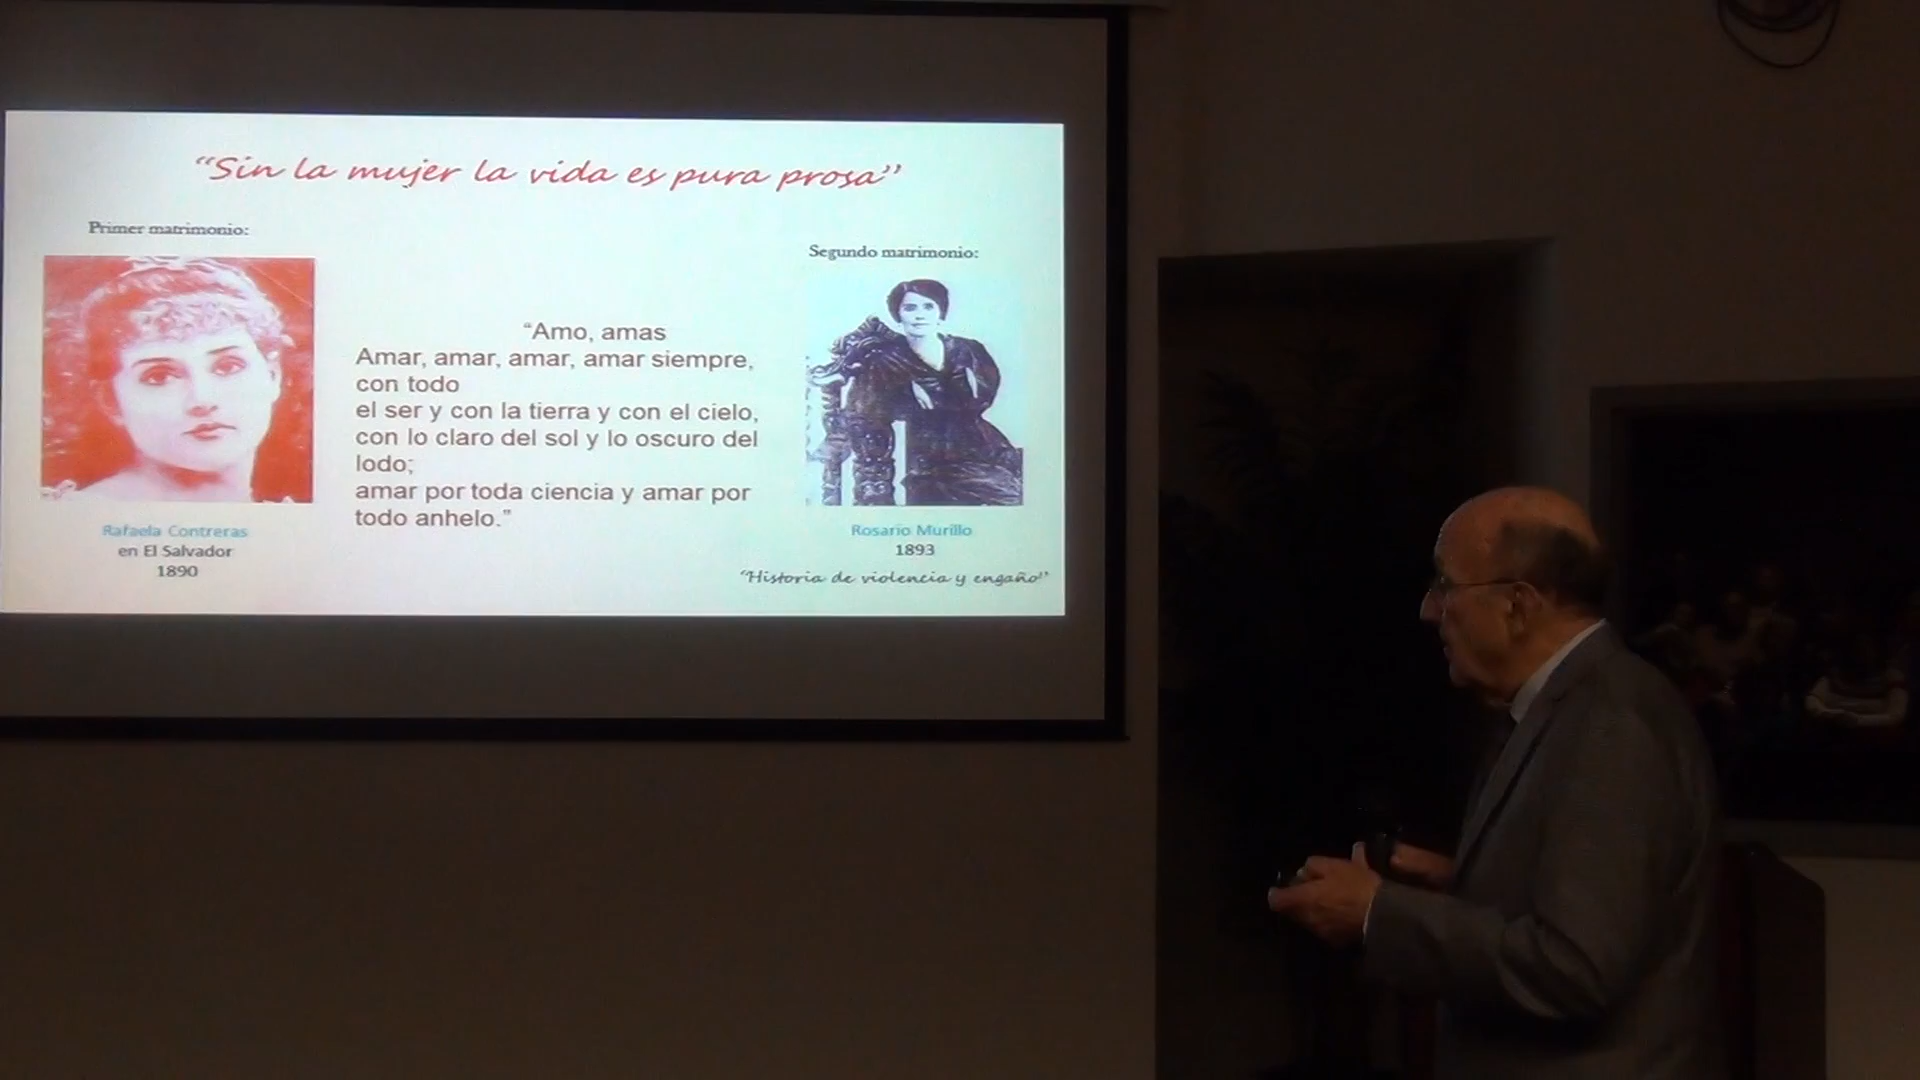 “Sin la mujer la vida es pura prosa”
Primer matrimonio:
Rafaela Contreras
en El Salvador
1890
“Amo, amas
Amar, amar, amar, amar siempre,
con todo
el ser y con la tierra y con el cielo,
con lo claro del sol y lo oscuro del
lodo;
amar por toda ciencia y amar por
todo anhelo.”
Segundo matrimonio:
Rosario Murillo
1893
“Historia de violencia y engaño”